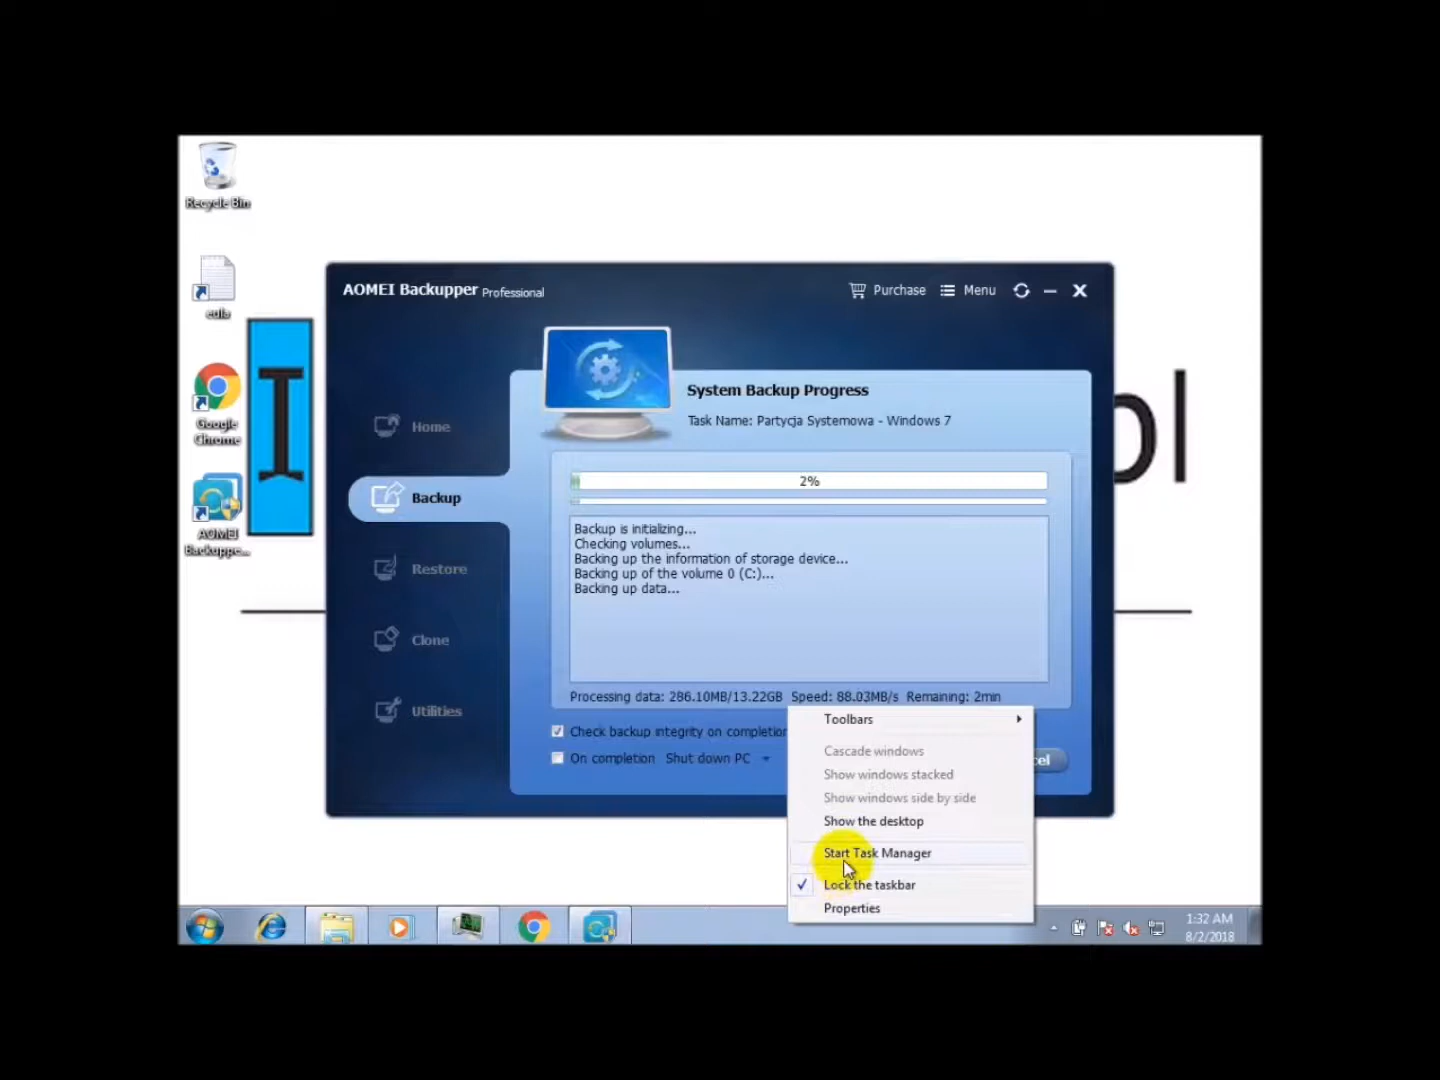 Recycle Bin
eula
Google
Chrome
AOMEI
Backuppe...
I
pl
AOMEI Backupper Professional
Purchase
Menu
Home
Backup
Restore
Clone
Utilities
System Backup Progress
Task Name: Partycja Systemowa - Windows 7
2%
Backup is initializing...
Checking volumes...
Backing up the information of storage device...
Backing up of the volume 0 (C:)...
Backing up data...
Processing data: 286.10MB/13.22GB Speed: 88.03MB/s Remaining: 2min
Check backup integrity on completion
On completion Shut down PC
cel
Toolbars
Cascade windows
Show windows stacked
Show windows side by side
Show the desktop
Start Task Manager
Lock the taskbar
Properties
1:32 AM
8/2/2018